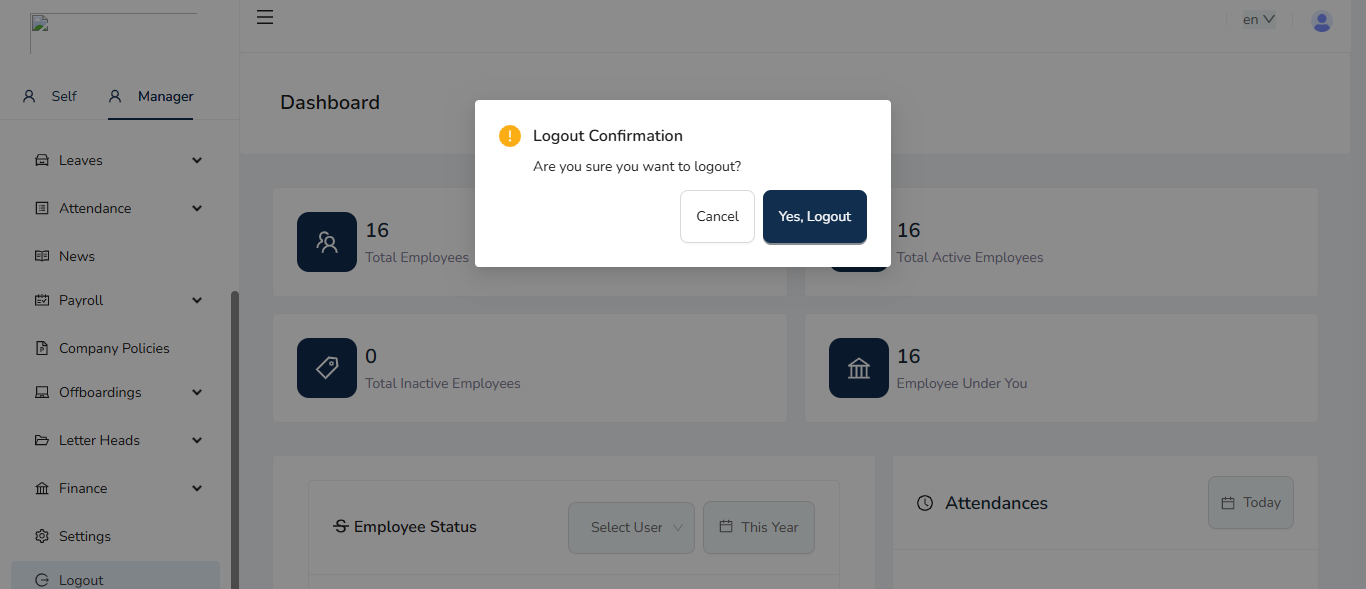 en
Self
Manager
Dashboard
Logout Confirmation
Are you sure you want to logout?
Cancel
Yes, Logout
Leaves
Attendance
News
Payroll
Company Policies
Offboardings
Letter Heads
Finance
Settings
Logout
16
Total Employees
16
Total Active Employees
0
Total Inactive Employees
16
Employee Under You
Employee Status
Select User
This Year
Attendances
Today